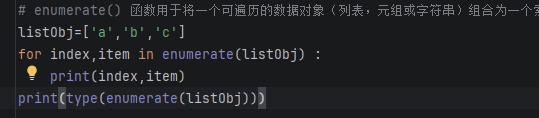 # enumerate() 函数用于将一个可遍历的数据对象（列表，元组或字符串）组合为一个索
listObj=['a','b','c']
for index,item in enumerate(listObj) :
    print(index,item)
print(type(enumerate(listObj)))